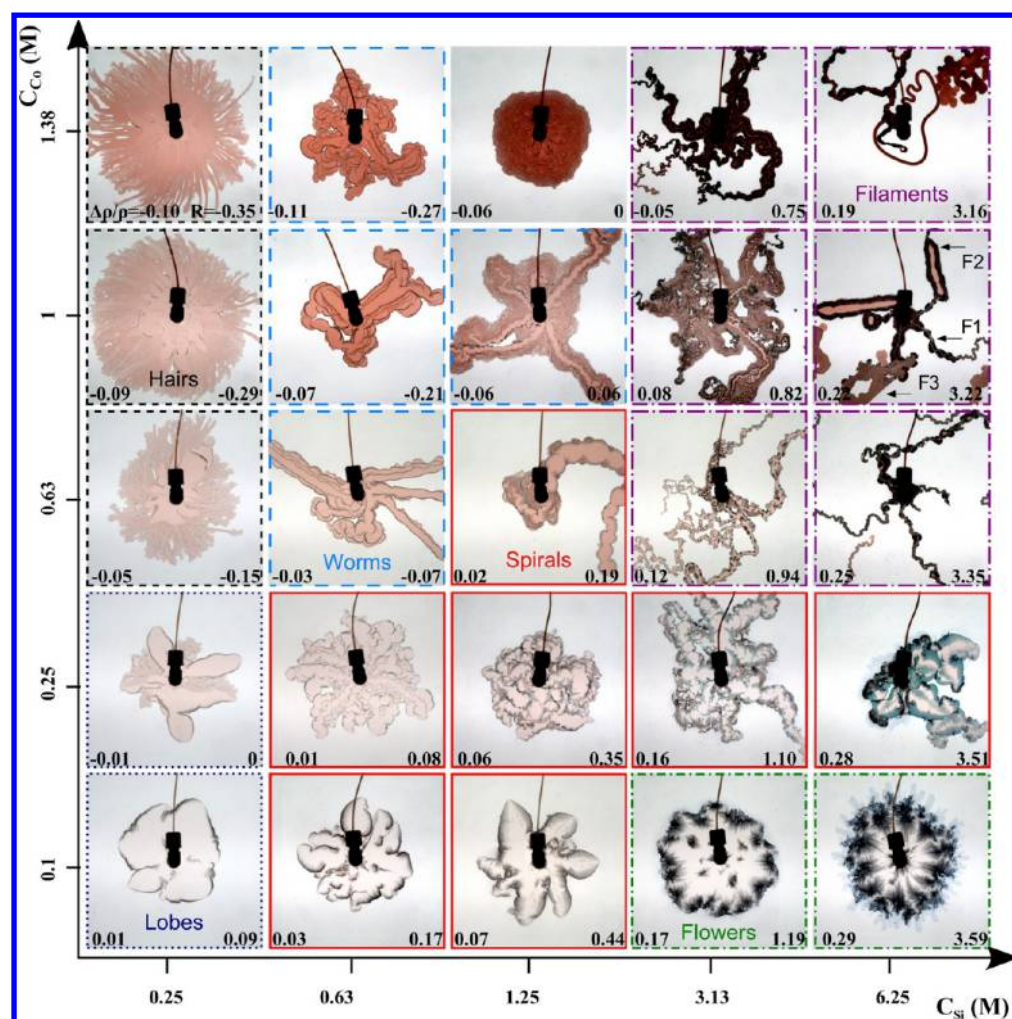 C_Co (M)
1.38
Δρ/ρ=-0.10 R=-0.35
-0.11 -0.27
-0.06 0
-0.05 0.75
Filaments
0.19 3.16
1
Hairs
-0.09 -0.29
-0.07 -0.21
-0.06 0.06
0.08 0.82
F2
F1
F3
0.22 3.22
0.63
-0.05 -0.15
Worms
-0.03 -0.07
Spirals
0.02 0.19
0.12 0.94
0.25 3.35
0.25
-0.01 0
0.01 0.08
0.06 0.35
0.16 1.10
0.28 3.51
0.1
Lobes
0.01 0.09
0.03 0.17
0.07 0.44
Flowers
0.17 1.19
0.29 3.59
0.25 0.63 1.25 3.13 6.25
C_Si (M)